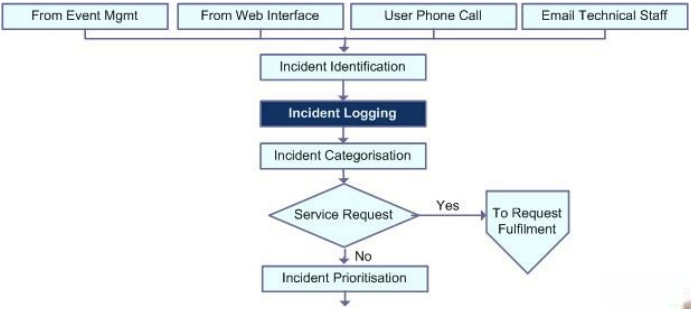 From Event Mgmt
From Web Interface
User Phone Call
Email Technical Staff
Incident Identification
Incident Logging
Incident Categorisation
Service Request
Yes
To Request
Fulfilment
No
Incident Prioritisation